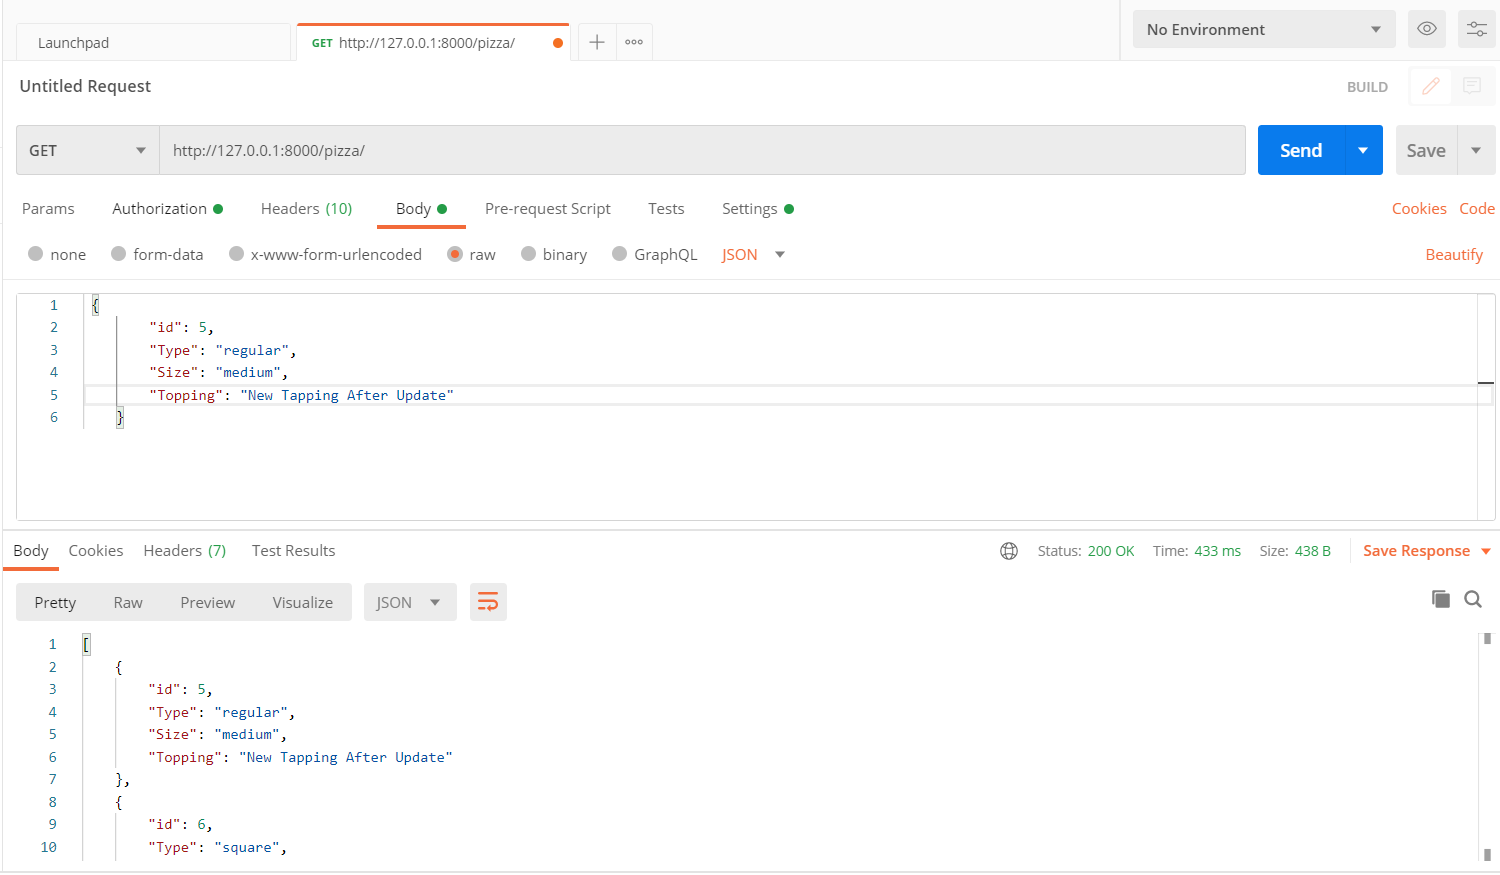 Launchpad
GET http://127.0.0.1:8000/pizza/
No Environment
Untitled Request
BUILD
GET
http://127.0.0.1:8000/pizza/
Send
Save
Params Authorization Headers (10) Body Pre-request Script Tests Settings Cookies Code
none form-data x-www-form-urlencoded raw binary GraphQL JSON Beautify
1 {
2 "id": 5,
3 "Type": "regular",
4 "Size": "medium",
5 "Topping": "New Tapping After Update"
6 }
Body Cookies Headers (7) Test Results Status: 200 OK Time: 433 ms Size: 438 B Save Response
Pretty Raw Preview Visualize JSON
1 [
2 {
3 "id": 5,
4 "Type": "regular",
5 "Size": "medium",
6 "Topping": "New Tapping After Update"
7 },
8 {
9 "id": 6,
10 "Type": "square",